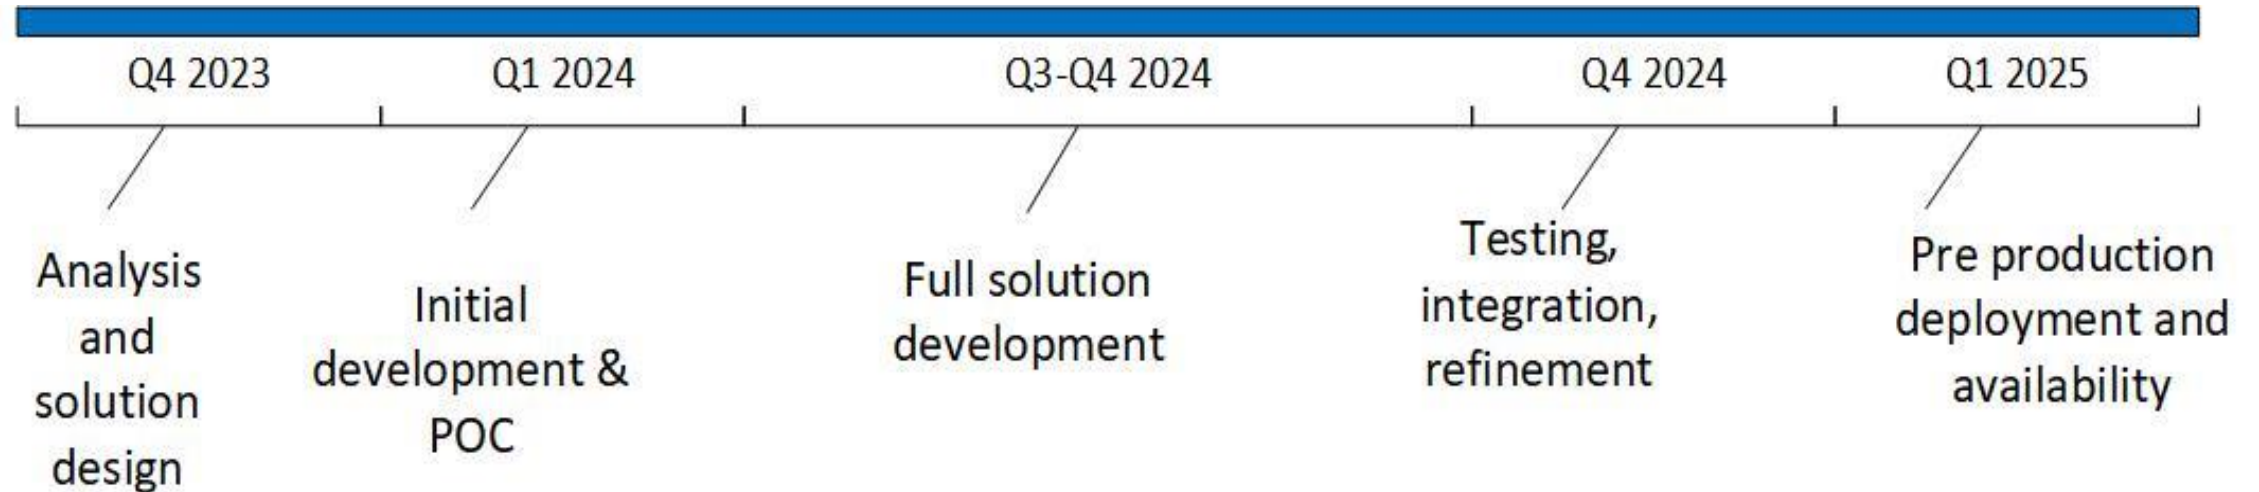 Q4 2023
Q1 2024
Q3-Q4 2024
Q4 2024
Q1 2025
Analysis
and
solution
design
Initial
development &
POC
Full solution
development
Testing,
integration,
refinement
Pre production
deployment and
availability